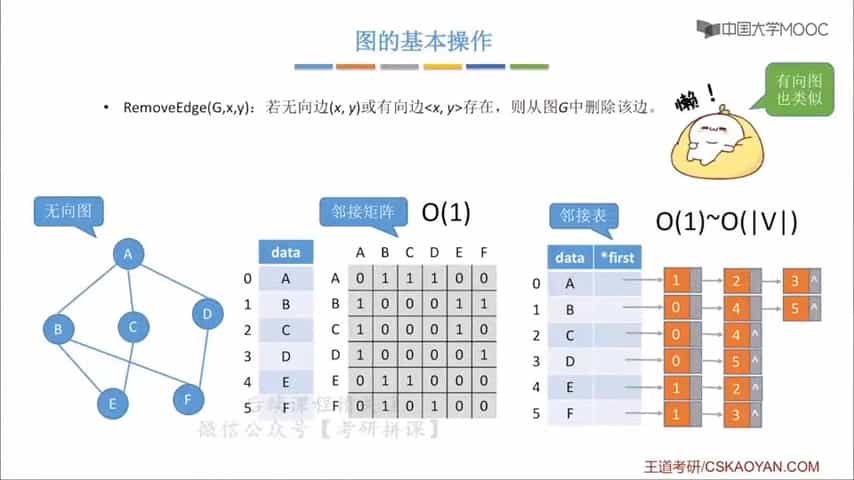 中国大学MOOC
图的基本操作
• RemoveEdge(G,x,y)：若无向边(x, y)或有向边<x, y>存在，则从图G中删除该边。
懒！
有向图
也类似
无向图
A
B
C
D
E
F
邻接矩阵
O(1)
data
0 A
1 B
2 C
3 D
4 E
5 F
A B C D E F
A 0 1 1 1 0 0
B 1 0 0 0 1 1
C 1 0 0 0 1 0
D 1 0 0 0 0 1
E 0 1 1 0 0 0
F 0 1 0 1 0 0
邻接表
O(1)~O(|V|)
data *first
0 A 1 2 3 ^
1 B 0 4 5 ^
2 C 0 4 ^
3 D 0 5 ^
4 E 1 2 ^
5 F 1 3 ^
微信公众号【考研拼课】
王道考研/CSKAOYAN.COM